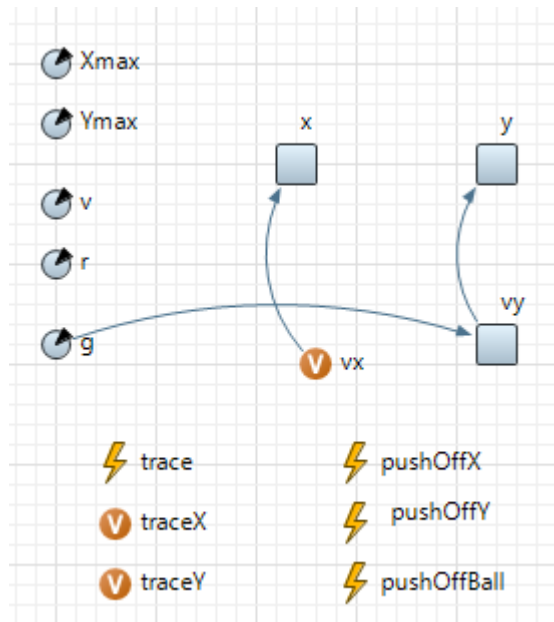 Xmax
Ymax
x
y
v
r
g
vy
V vx
trace
pushOffX
V traceX
pushOffY
V traceY
pushOffBall